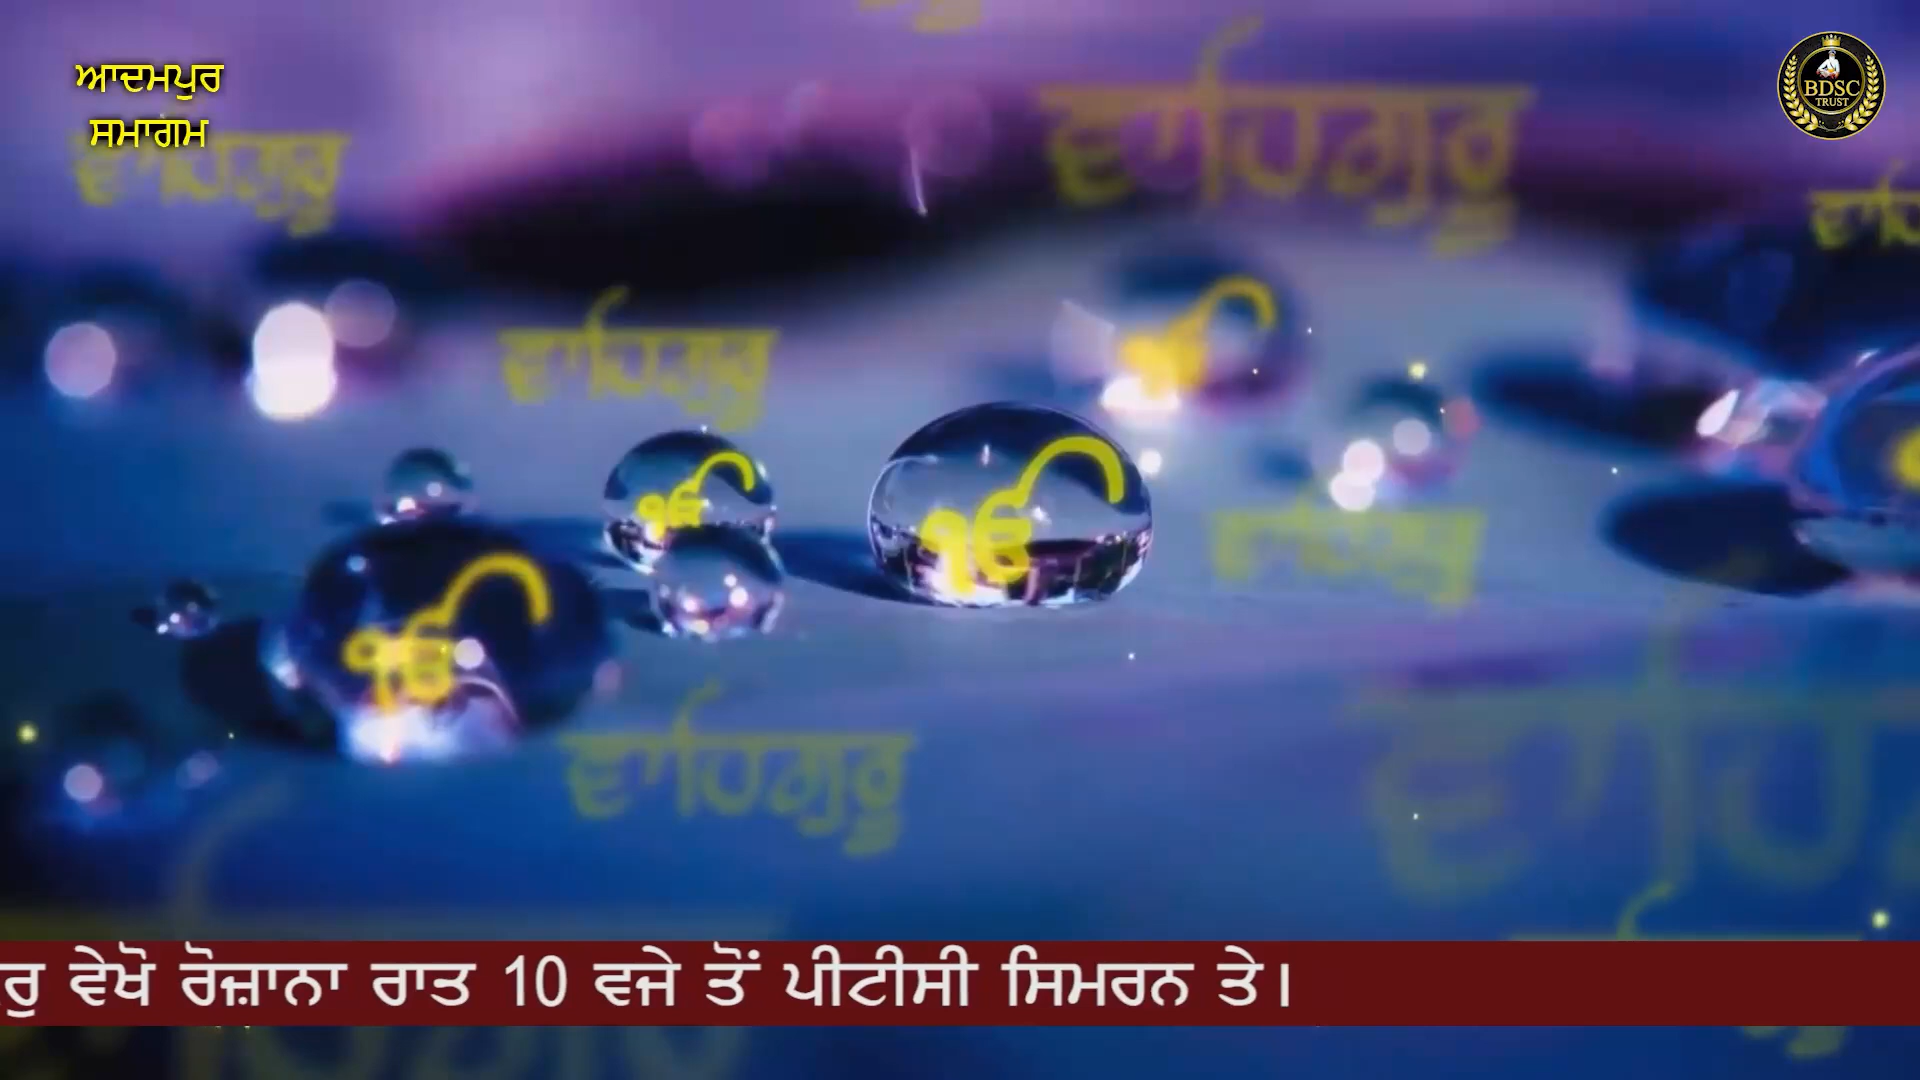 ਆਦਮਪੁਰ
ਸਮਾਗਮ
BDSC
TRUST
ਵਾਹਿਗੁਰੂ
ਵਾਹਿਗੁਰੂ
ਵਾਹਿ
ਵਾਹਿਗੁਰੂ
ੴ
ੴ
ੴ
ਵਾਹਿਗੁਰੂ
ੴ
ਵਾਹਿਗੁਰੂ
ਵਾਹਿ
ਵੇਖੋ ਰੋਜ਼ਾਨਾ ਰਾਤ 10 ਵਜੇ ਤੋਂ ਪੀਟੀਸੀ ਸਿਮਰਨ ਤੇ।